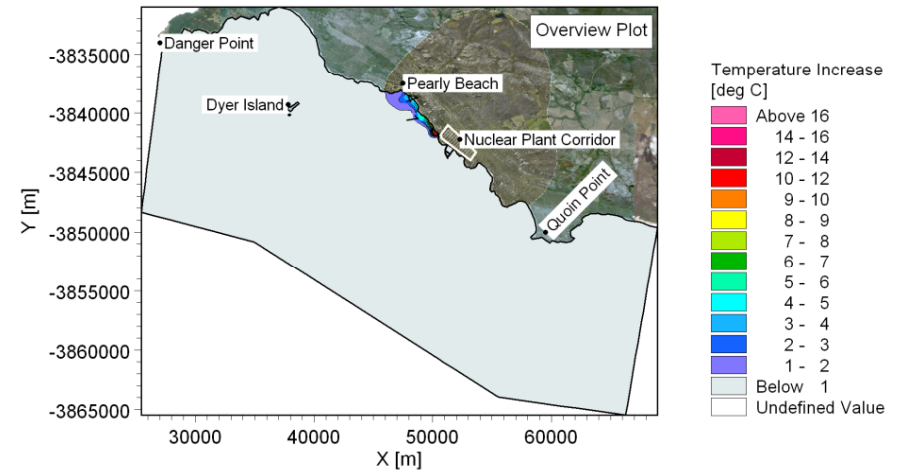 Overview Plot
Danger Point
Pearly Beach
Dyer Island
Nuclear Plant Corridor
Quoin Point
-3835000
-3840000
-3845000
-3850000
-3855000
-3860000
-3865000
Y [m]
30000 40000 50000 60000
X [m]
Temperature Increase
[deg C]
Above 16
14 - 16
12 - 14
10 - 12
9 - 10
8 - 9
7 - 8
6 - 7
5 - 6
4 - 5
3 - 4
2 - 3
1 - 2
Below 1
Undefined Value